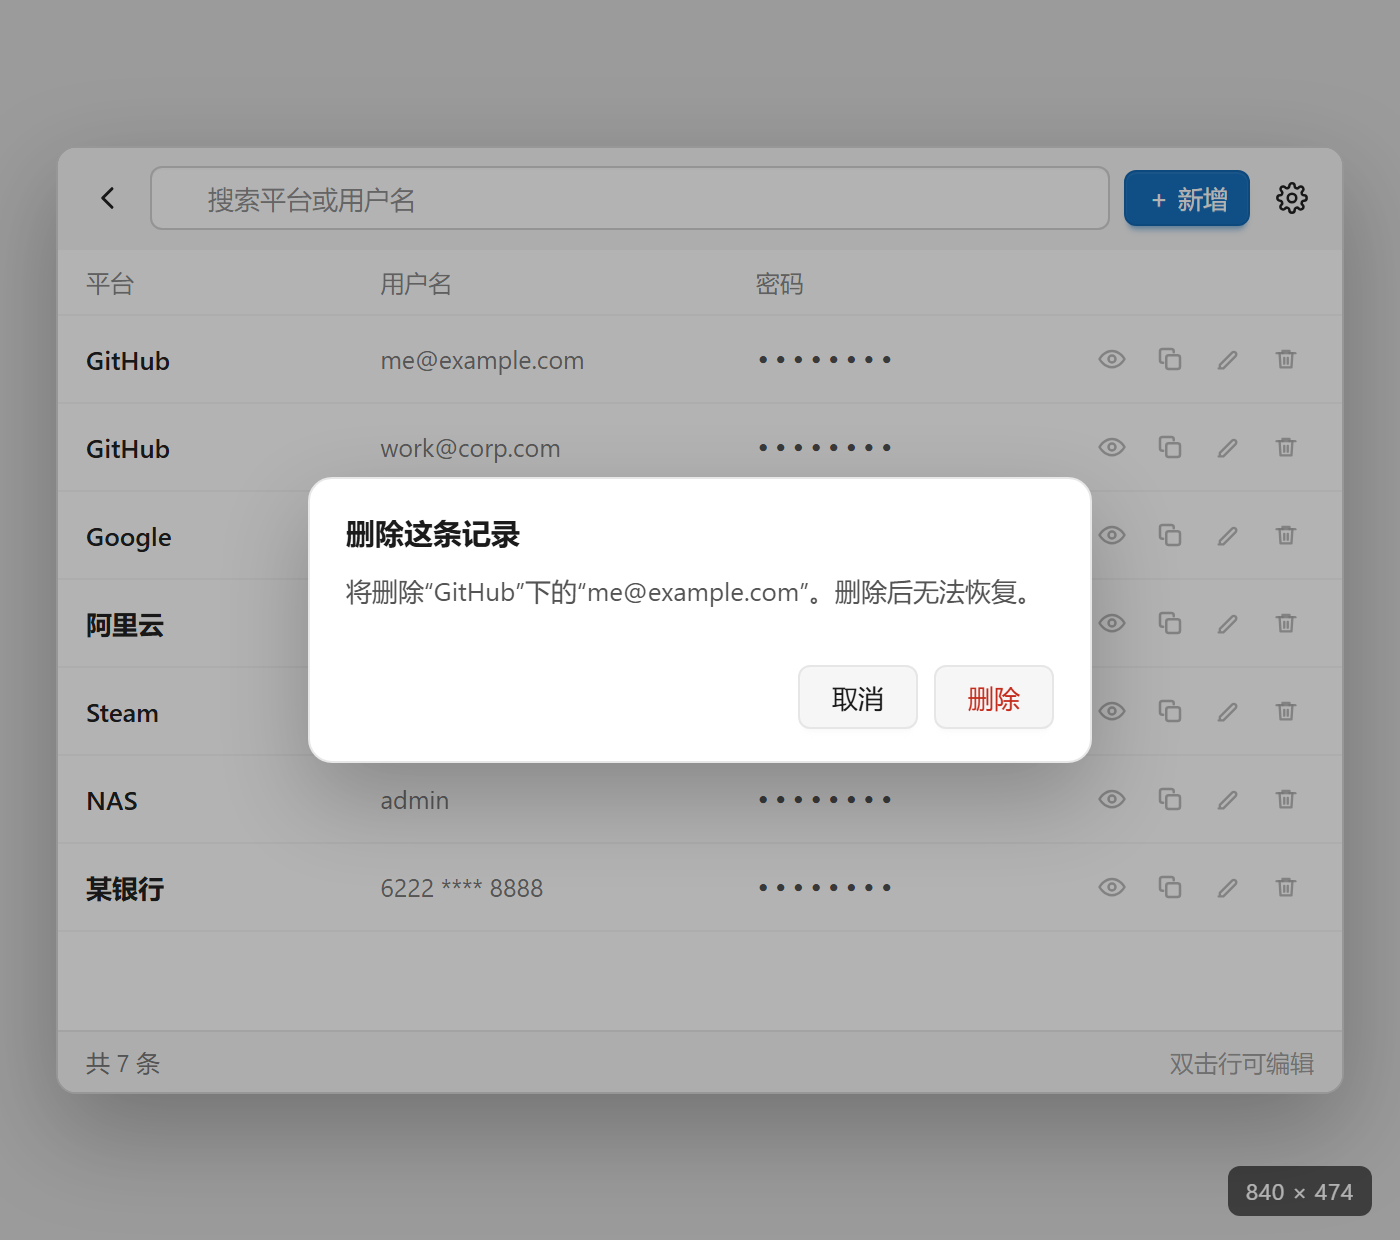 搜索平台或用户名
+ 新增
平台 用户名 密码
GitHub me@example.com ••••••••
GitHub work@corp.com ••••••••
Google
阿里云
Steam
NAS admin ••••••••
某银行 6222 **** 8888 ••••••••
删除这条记录
将删除“GitHub”下的“me@example.com”。删除后无法恢复。
取消 删除
共 7 条 双击行可编辑
840 × 474